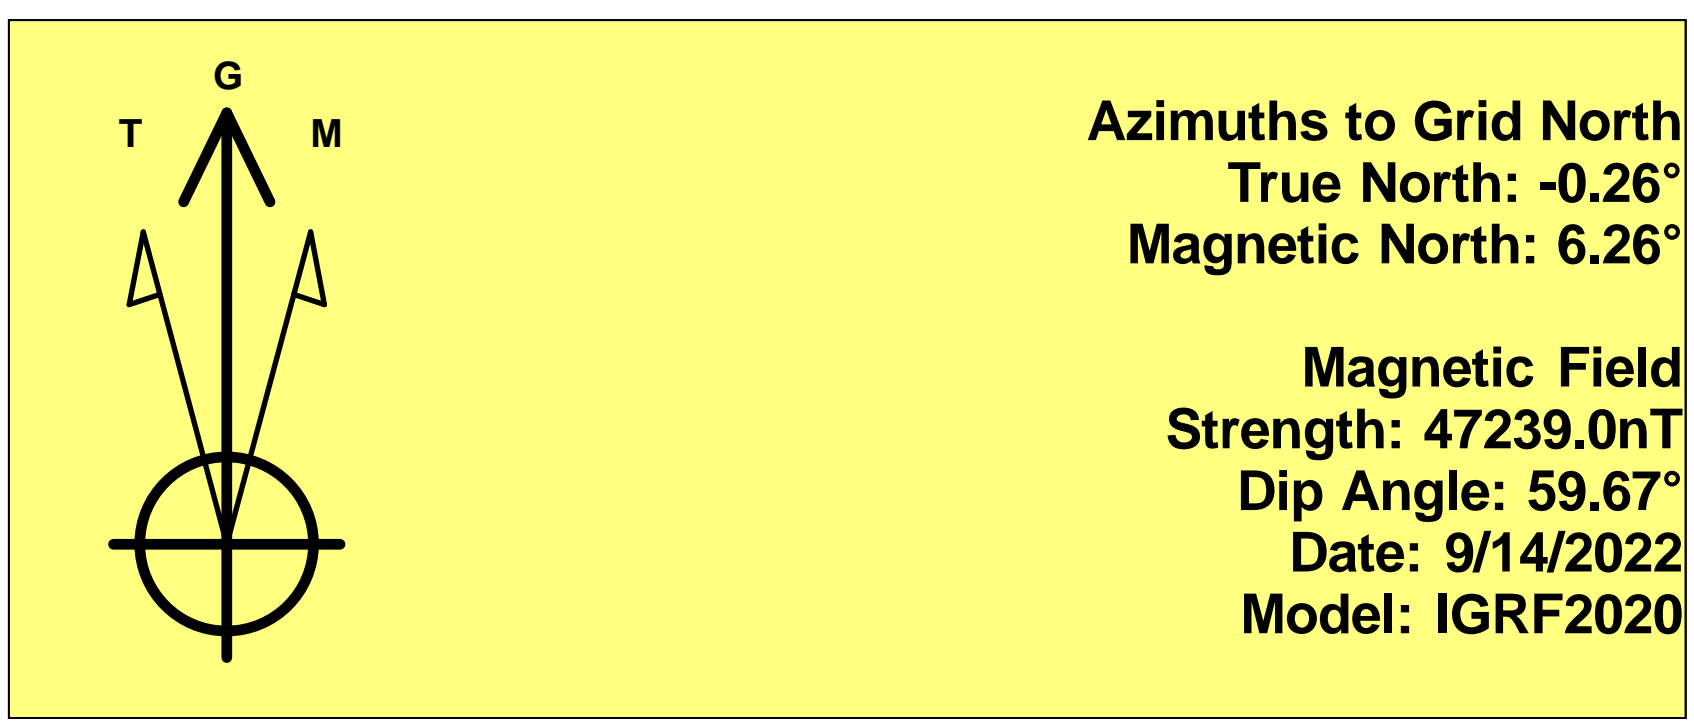 G
T M
Azimuths to Grid North
True North: -0.26°
Magnetic North: 6.26°
Magnetic Field
Strength: 47239.0nT
Dip Angle: 59.67°
Date: 9/14/2022
Model: IGRF2020